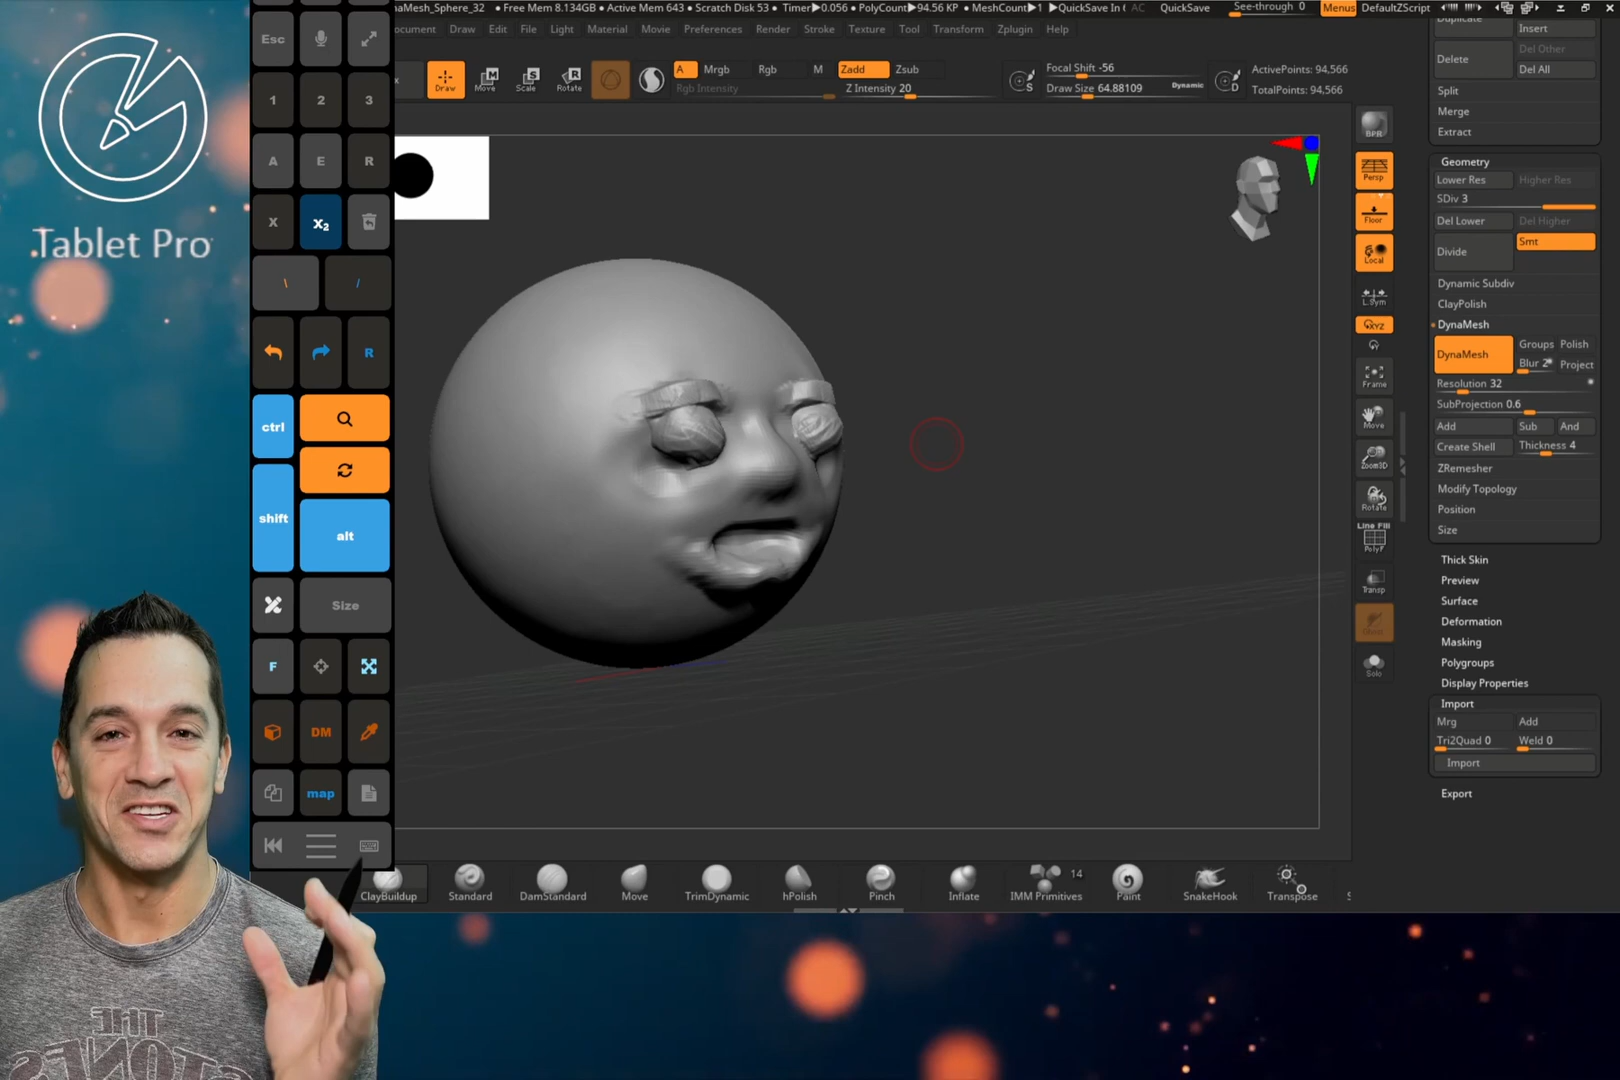 naMesh_Sphere_32 • Free Mem 8.134GB • Active Mem 643 • Scratch Disk 53 • Timer▶0.056 • PolyCount▶94.56 KP • MeshCount▶1 ▶QuickSave In AC QuickSave See-through 0 Menus DefaultZScript
ocument Draw Edit File Light Material Movie Preferences Render Stroke Texture Tool Transform Zplugin Help
Draw Move Scale Rotate
A Mrgb Rgb M Zadd Zsub
Rgb Intensity Z Intensity 20
Focal Shift -56
Draw Size 64.88109 Dynamic
S D
ActivePoints: 94,566
TotalPoints: 94,566
Tablet Pro
Esc
1 2 3
A E R
X X₂
\ /
R
ctrl
shift
alt
Size
F
DM
map
BPR
Persp
Floor
Local
L.Sym
XYZ
Frame
Move
Zoom3D
Rotate
Line Fill
PolyF
Transp
Solo
Duplicate Insert
Delete Del Other
Del All
Split
Merge
Extract
Geometry
Lower Res Higher Res
SDiv 3
Del Lower Del Higher
Divide Smt
Dynamic Subdiv
ClayPolish
DynaMesh
DynaMesh Groups Polish
Blur 2 Project
Resolution 32
SubProjection 0.6
Add Sub And
Create Shell Thickness 4
ZRemesher
Modify Topology
Position
Size
Thick Skin
Preview
Surface
Deformation
Masking
Polygroups
Display Properties
Import
Mrg Add
Tri2Quad 0 Weld 0
Import
Export
14
ClayBuildup Standard DamStandard Move TrimDynamic hPolish Pinch Inflate IMM Primitives Paint SnakeHook Transpose S
THE